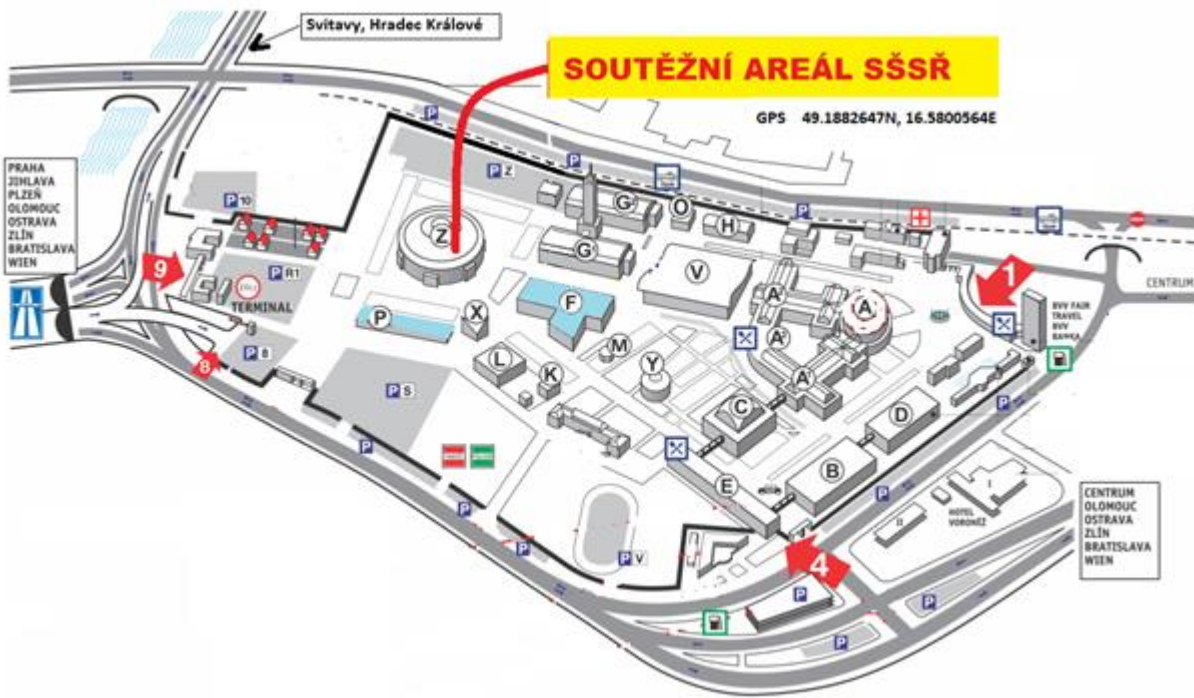 Svitavy, Hradec Králové
SOUTĚŽNÍ AREÁL SŠSŘ
GPS 49.1882647N, 16.5800564E
PRAHA
JIHLAVA
PLZEŇ
OLOMOUC
OSTRAVA
ZLÍN
BRATISLAVA
WIEN
P
P Z
P
P
P 10
G
O
H
Z
G
V
9
P R1
TERMINAL
F
A
A
1
CENTRUM
BVV FAIR
TRAVEL
BVV
BANKA
P
X
A
M
8
P 8
L
Y
A
K
P S
C
D
P
P
E
B
P
I
HOTEL
VORONĚŽ
II
CENTRUM
OLOMOUC
OSTRAVA
ZLÍN
BRATISLAVA
WIEN
P
P
P V
4
P
P
P